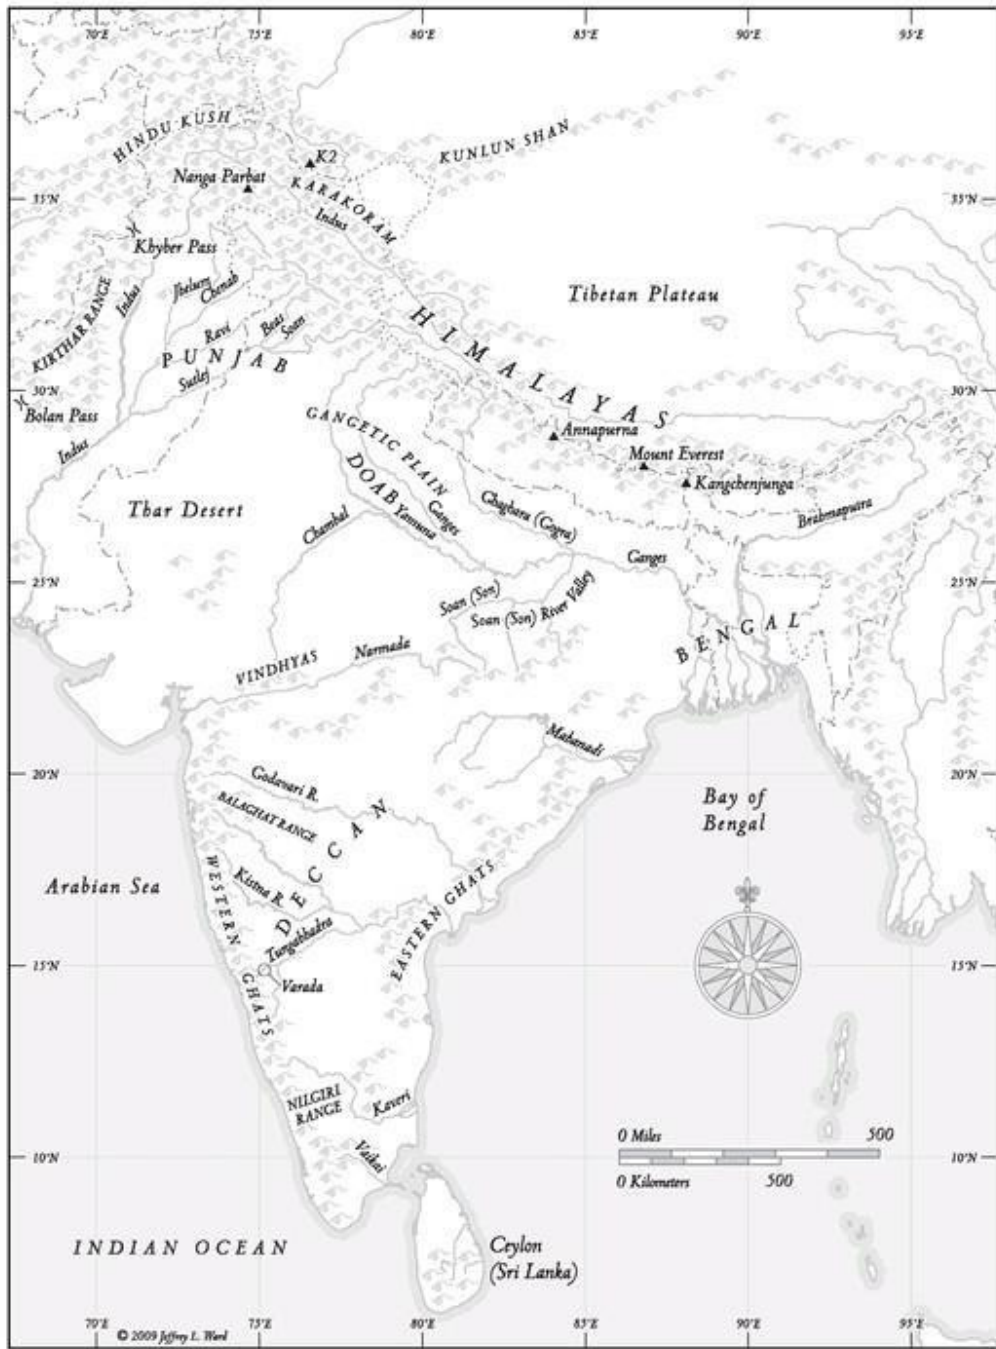 70°E
75°E
80°E
85°E
90°E
95°E
HINDU KUSH
KUNLUN SHAN
K2
Nanga Parbat
KARAKORAM
35°N
35°N
Indus
Khyber Pass
Jhelum
Chenab
Indus
KIRTHAR RANGE
Tibetan Plateau
Ravi
Beas
Soan
HIMALAYAS
PUNJAB
Sutlej
30°N
30°N
Bolan Pass
GANGETIC PLAIN
Annapurna
Indus
Mount Everest
DOAB
Kangchenjunga
Thar Desert
Ganges
Yamuna
Ghaghara (Gogra)
Brahmaputra
Chambal
Ganges
25°N
25°N
Soan (Son)
Soan (Son) River Valley
BENGAL
VINDHYAS
Narmada
Mahanadi
20°N
20°N
Godavari R.
BALAGHAT RANGE
Bay of
Bengal
DECCAN
Arabian Sea
WESTERN GHATS
Kistna R.
EASTERN GHATS
Tungabhadra
15°N
15°N
Varada
NILGIRI
RANGE
Kaveri
0 Miles
500
Vaikai
10°N
10°N
0 Kilometers
500
INDIAN OCEAN
Ceylon
(Sri Lanka)
70°E
75°E
80°E
85°E
90°E
95°E
© 2009 Jeffrey L. Ward